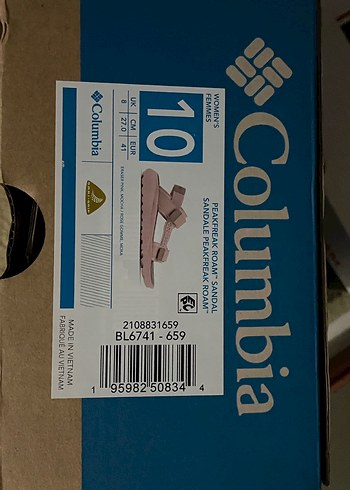 Columbia
WOMEN'S
FEMMES
10
UK CM EUR
8 27.0 41
Columbia
PEAKFREAK ROAM™ SANDAL
SANDALE PEAKFREAK ROAM™
2108831659
BL6741 - 659
1 95982 50834 4
MADE IN VIETNAM
FABRIQUÉ AU VIETNAM